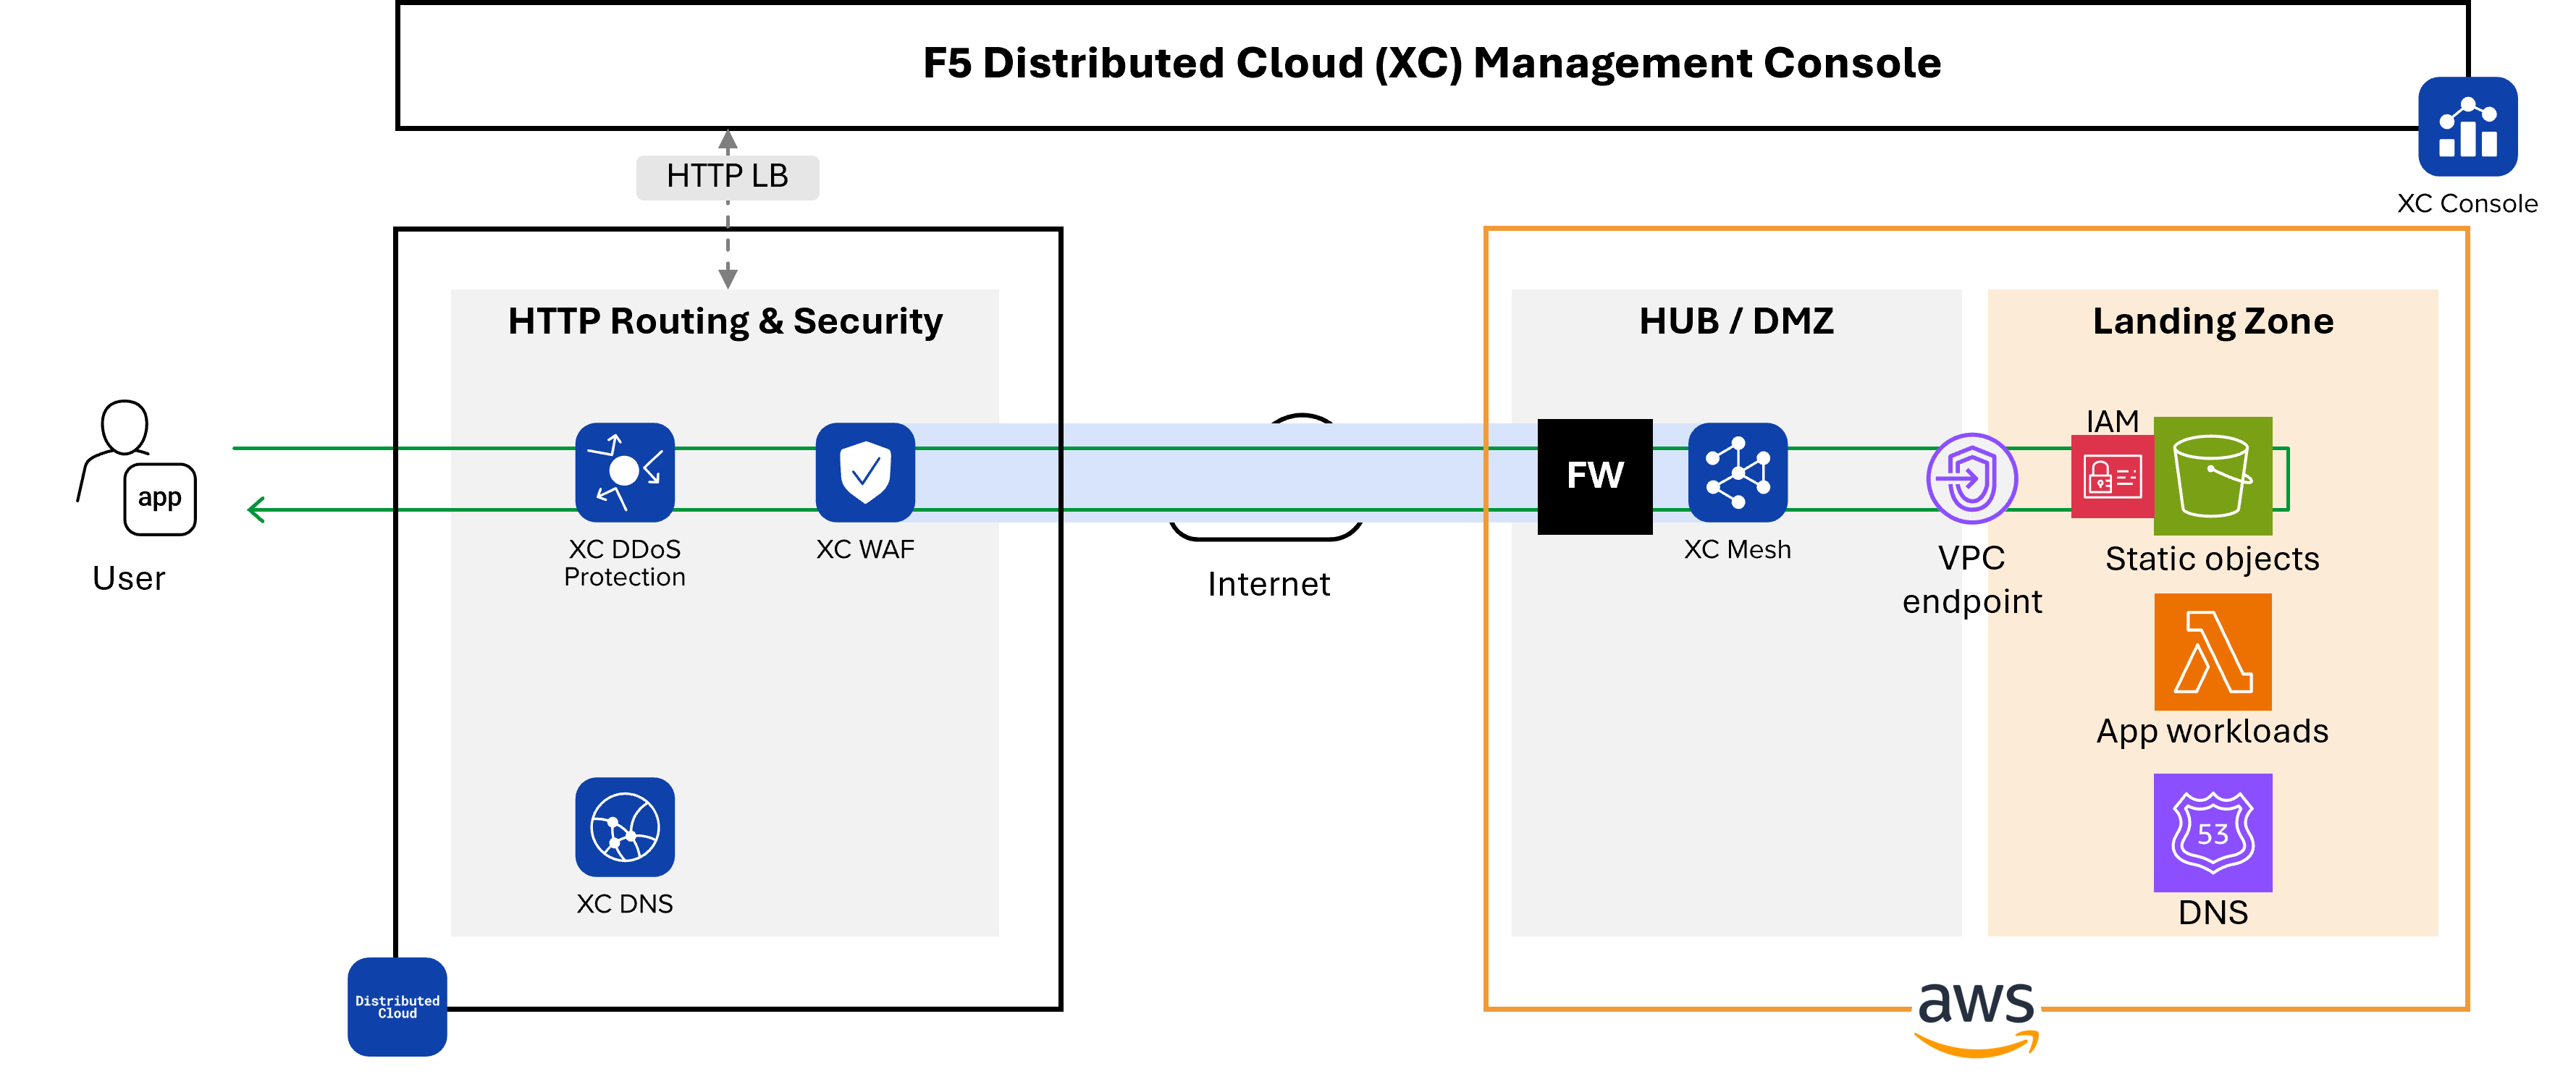 F5 Distributed Cloud (XC) Management Console
XC Console
HTTP LB
HTTP Routing & Security
HUB / DMZ
Landing Zone
app
User
XC DDoS
Protection
XC WAF
Internet
FW
XC Mesh
VPC
endpoint
IAM
Static objects
App workloads
53
DNS
XC DNS
Distributed
Cloud
aws